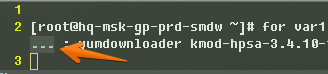 1
2 [root@hq-msk-gp-prd-smdw ~]# for var1
... : yumdownloader kmod-hpsa-3.4.10-
3